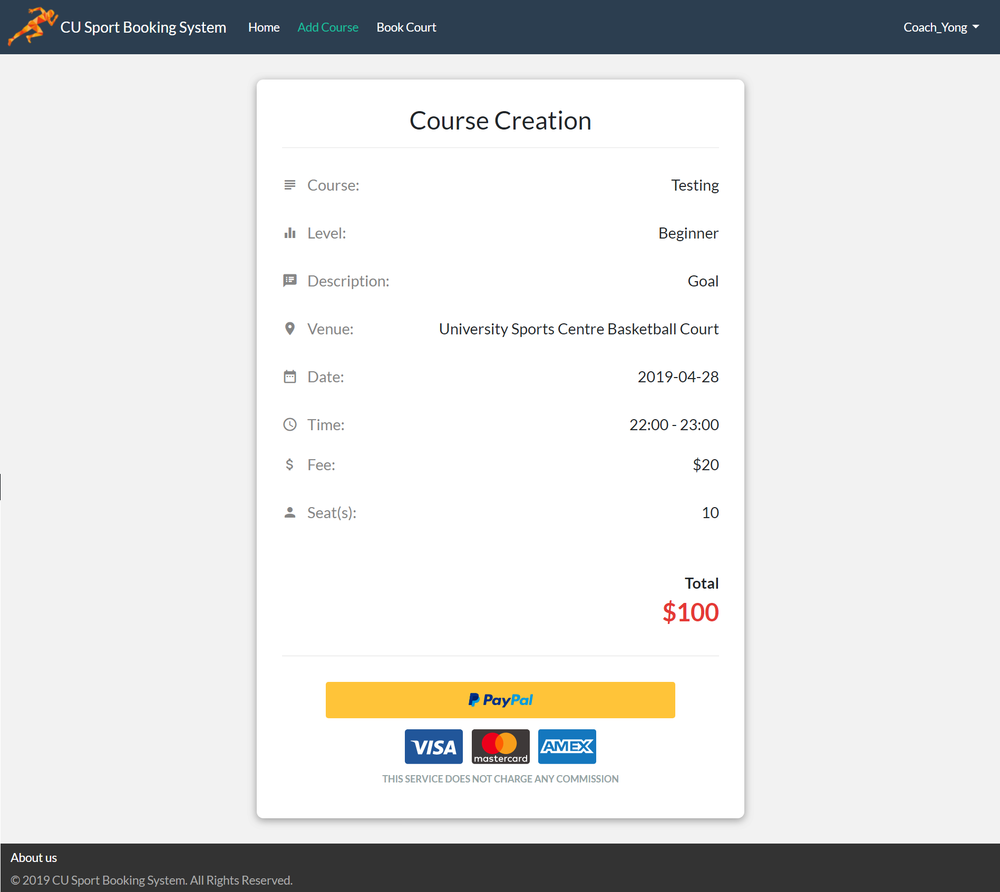 CU Sport Booking System Home Add Course Book Court Coach_Yong
Course Creation
Course: Testing
Level: Beginner
Description: Goal
Venue: University Sports Centre Basketball Court
Date: 2019-04-28
Time: 22:00 - 23:00
Fee: $20
Seat(s): 10
Total
$100
PayPal
VISA mastercard AMEX
THIS SERVICE DOES NOT CHARGE ANY COMMISSION
About us
© 2019 CU Sport Booking System. All Rights Reserved.